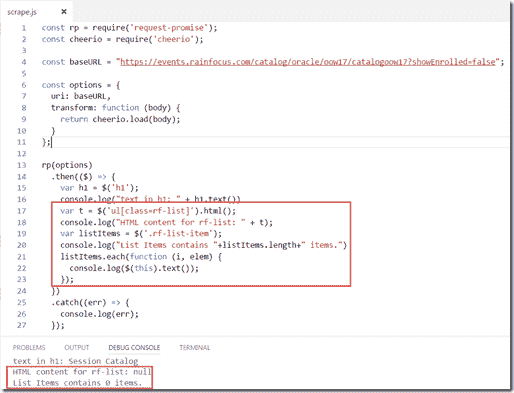 scrape.js
1 const rp = require('request-promise');
2 const cheerio = require('cheerio');
3
4 const baseURL = "https://events.rainfocus.com/catalog/oracle/oow17/catalogoow17?showEnrolled=false";
5
6 const options = {
7 uri: baseURL,
8 transform: function (body) {
9 return cheerio.load(body);
10 }
11 };
12
13 rp(options)
14 .then(($) => {
15 var h1 = $('h1');
16 console.log("text in h1: " + h1.text())
17 var t = $('ul[class=rf-list]').html();
18 console.log("HTML content for rf-list: " + t);
19 var listItems = $('.rf-list-item');
20 console.log("List Items contains "+listItems.length+" items.")
21 listItems.each(function (i, elem) {
22 console.log($(this).text());
23 });
24 })
25 .catch((err) => {
26 console.log(err);
27 });
PROBLEMS OUTPUT DEBUG CONSOLE TERMINAL
text in h1: Session Catalog
HTML content for rf-list: null
List Items contains 0 items.